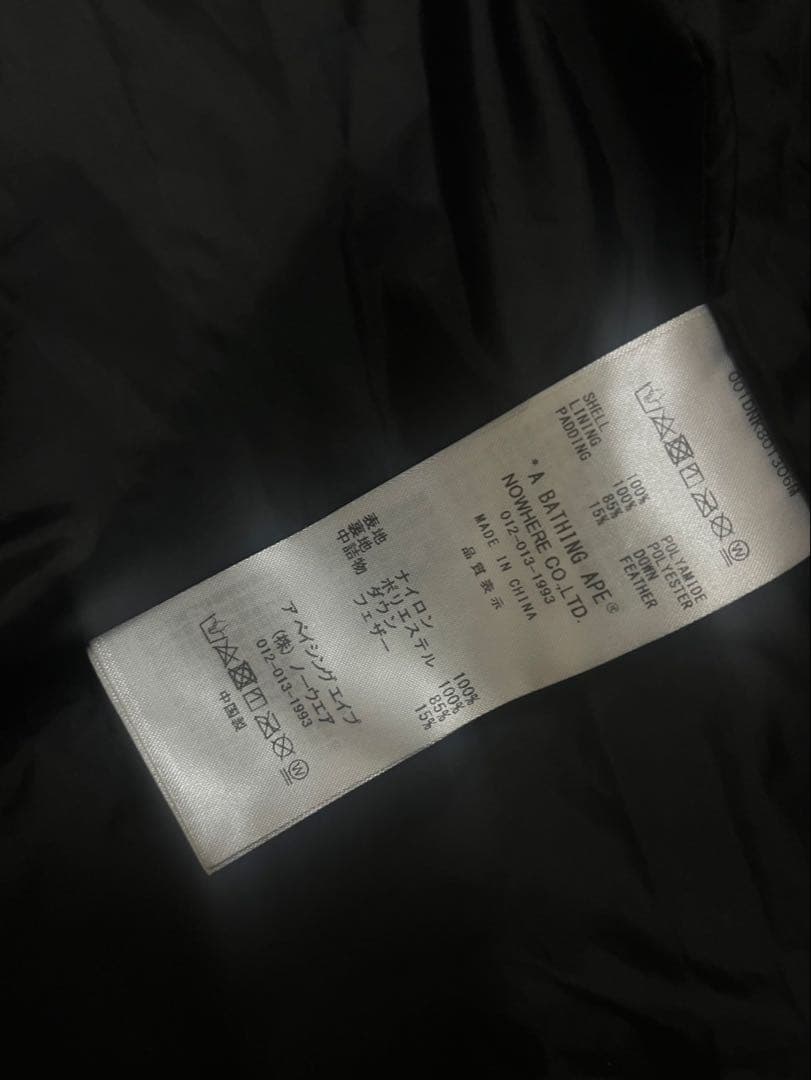 SHELL 100% POLYAMIDE
LINING 100% POLYESTER
PADDING 85% DOWN
15% FEATHER
*A BATHING APE®
NOWHERE CO.,LTD.
012-013-1993
MADE IN CHINA
品質表示
表地 ナイロン 100%
裏地 ポリエステル 100%
中詰物 ダウン 85%
フェザー 15%
ア ベイシング エイプ
(株) ノーウエア
012-013-1993
中国製